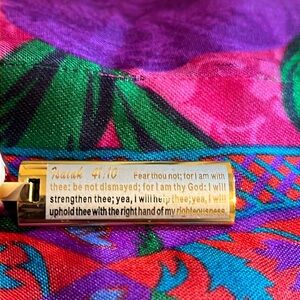 Isaiah 41:10 Fear thou not; for i am with
thee: be not dismayed; for I am thy God: I will
strengthen thee; yea, I will help thee; yea, I will
uphold thee with the right hand of my righteousness